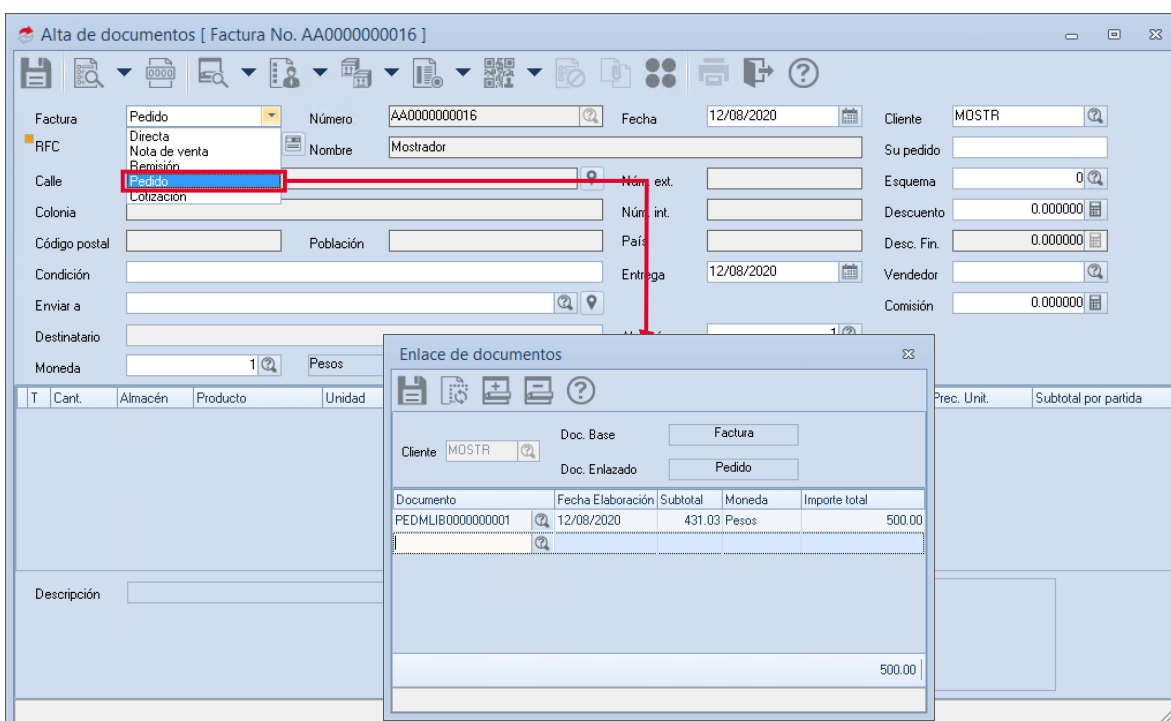 Alta de documentos [ Factura No. AA0000000016 ]
0000
Factura Pedido Número AA0000000016 Fecha 12/08/2020 Cliente MOSTR
Directa
Nota de venta
Remisión
Pedido
Cotización
RFC Nombre Mostrador Su pedido
Calle Núm. ext. Esquema 0
Colonia Núm. int. Descuento 0.000000
Código postal Población País Desc. Fin. 0.000000
Condición Entrega 12/08/2020 Vendedor
Enviar a Comisión 0.000000
Destinatario 1
Moneda 1 Pesos
T Cant. Almacén Producto Unidad Prec. Unit. Subtotal por partida
Enlace de documentos
Cliente MOSTR Doc. Base Factura
Doc. Enlazado Pedido
Documento Fecha Elaboración Subtotal Moneda Importe total
PEDMLIB0000000001 12/08/2020 431.03 Pesos 500.00
500.00
Descripción